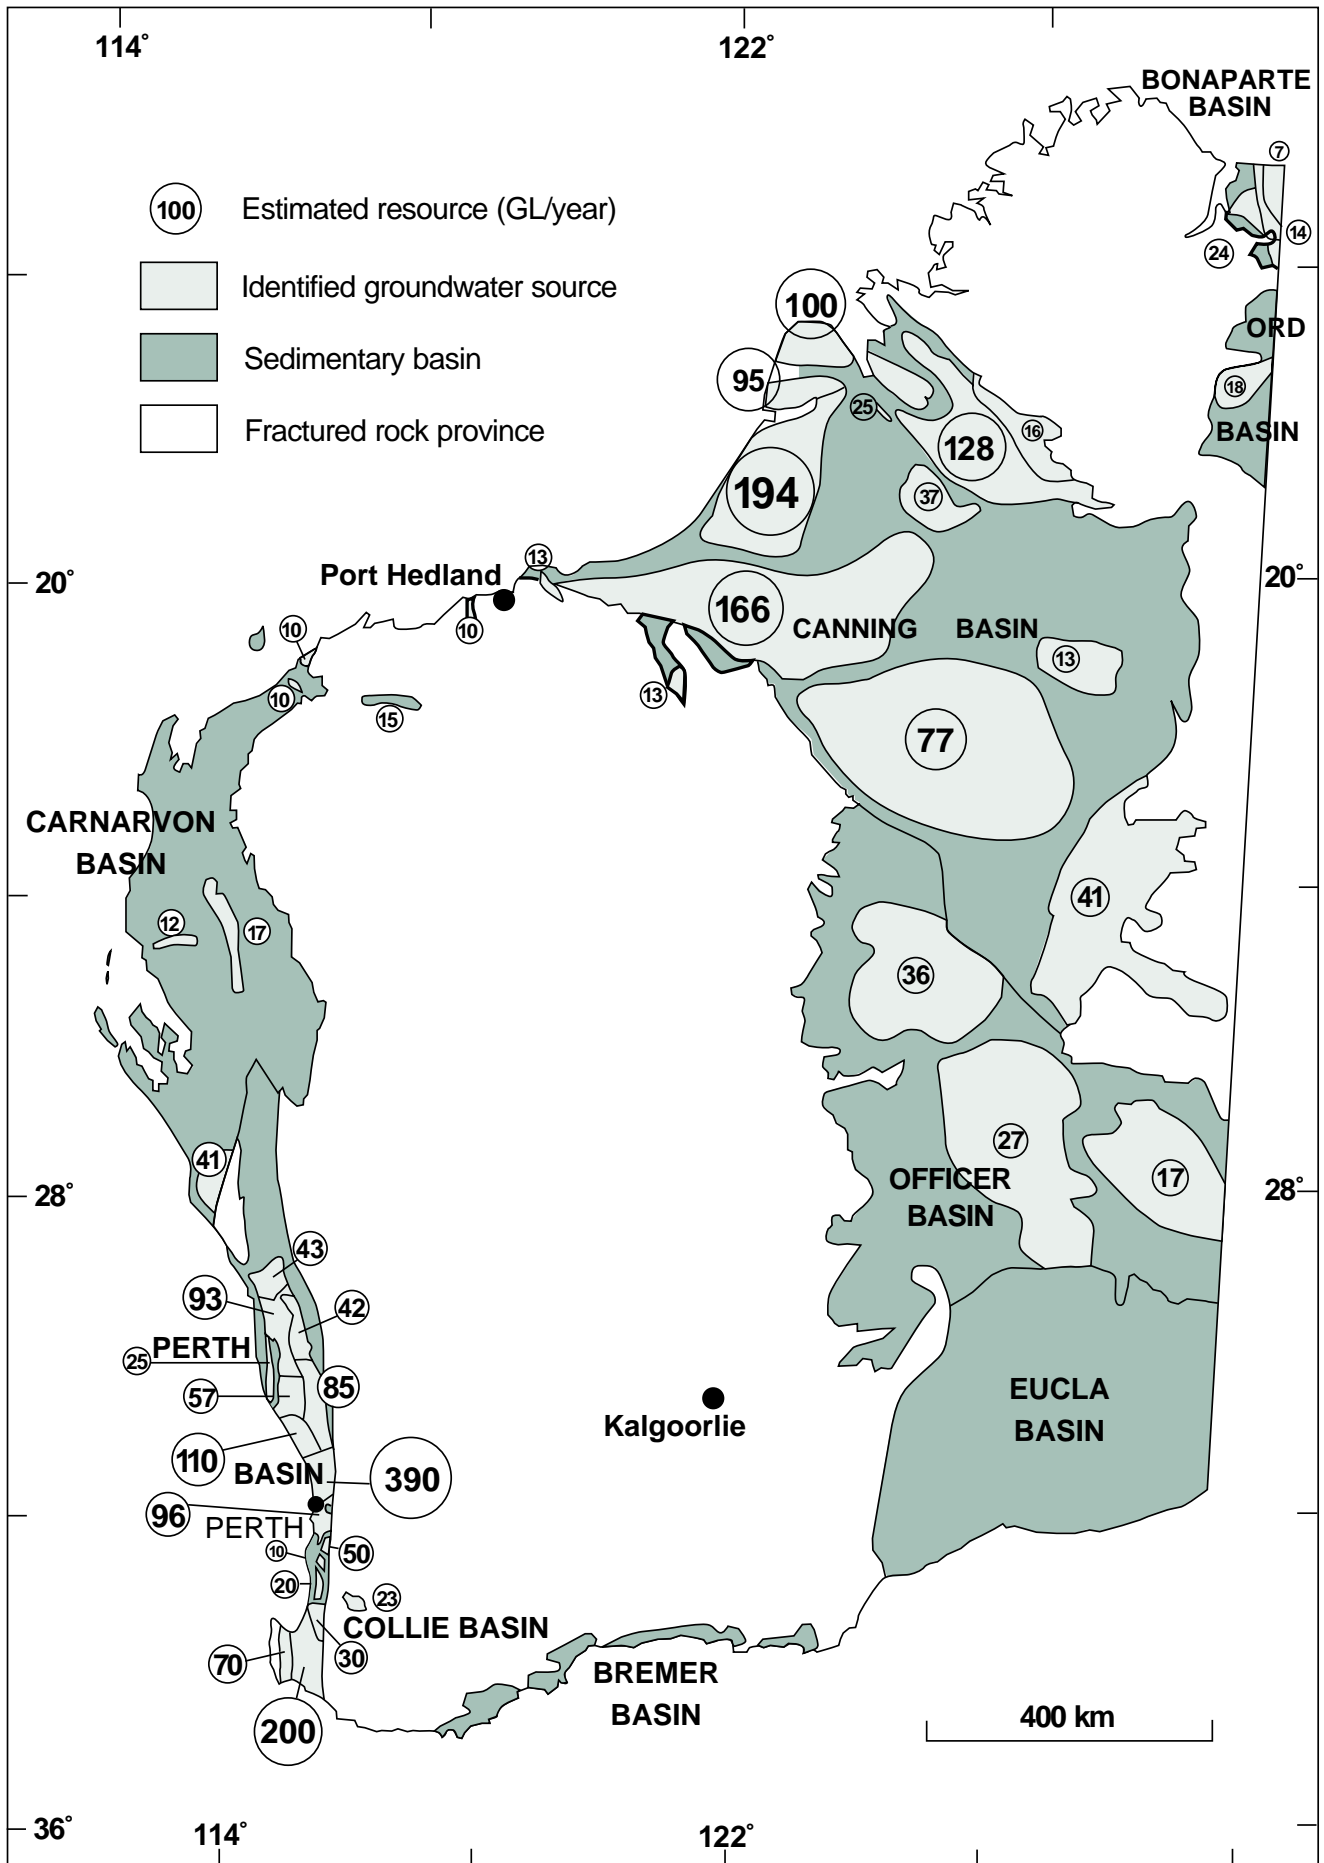 114°
122°
BONAPARTE
BASIN
7
100
Estimated resource (GL/year)
14
24
Identified groundwater source
100
ORD
Sedimentary basin
95
18
25
Fractured rock province
16
BASIN
128
194
37
13
Port Hedland
20°
20°
166
10
10
CANNING BASIN
13
10
13
15
77
CARNARVON
BASIN
41
12
17
36
27
41
17
OFFICER
BASIN
28°
28°
43
93
42
PERTH
25
85
57
EUCLA
BASIN
Kalgoorlie
110
BASIN
390
96
PERTH
10
50
20
23
COLLIE BASIN
30
70
BREMER
BASIN
200
400 km
36°
114°
122°